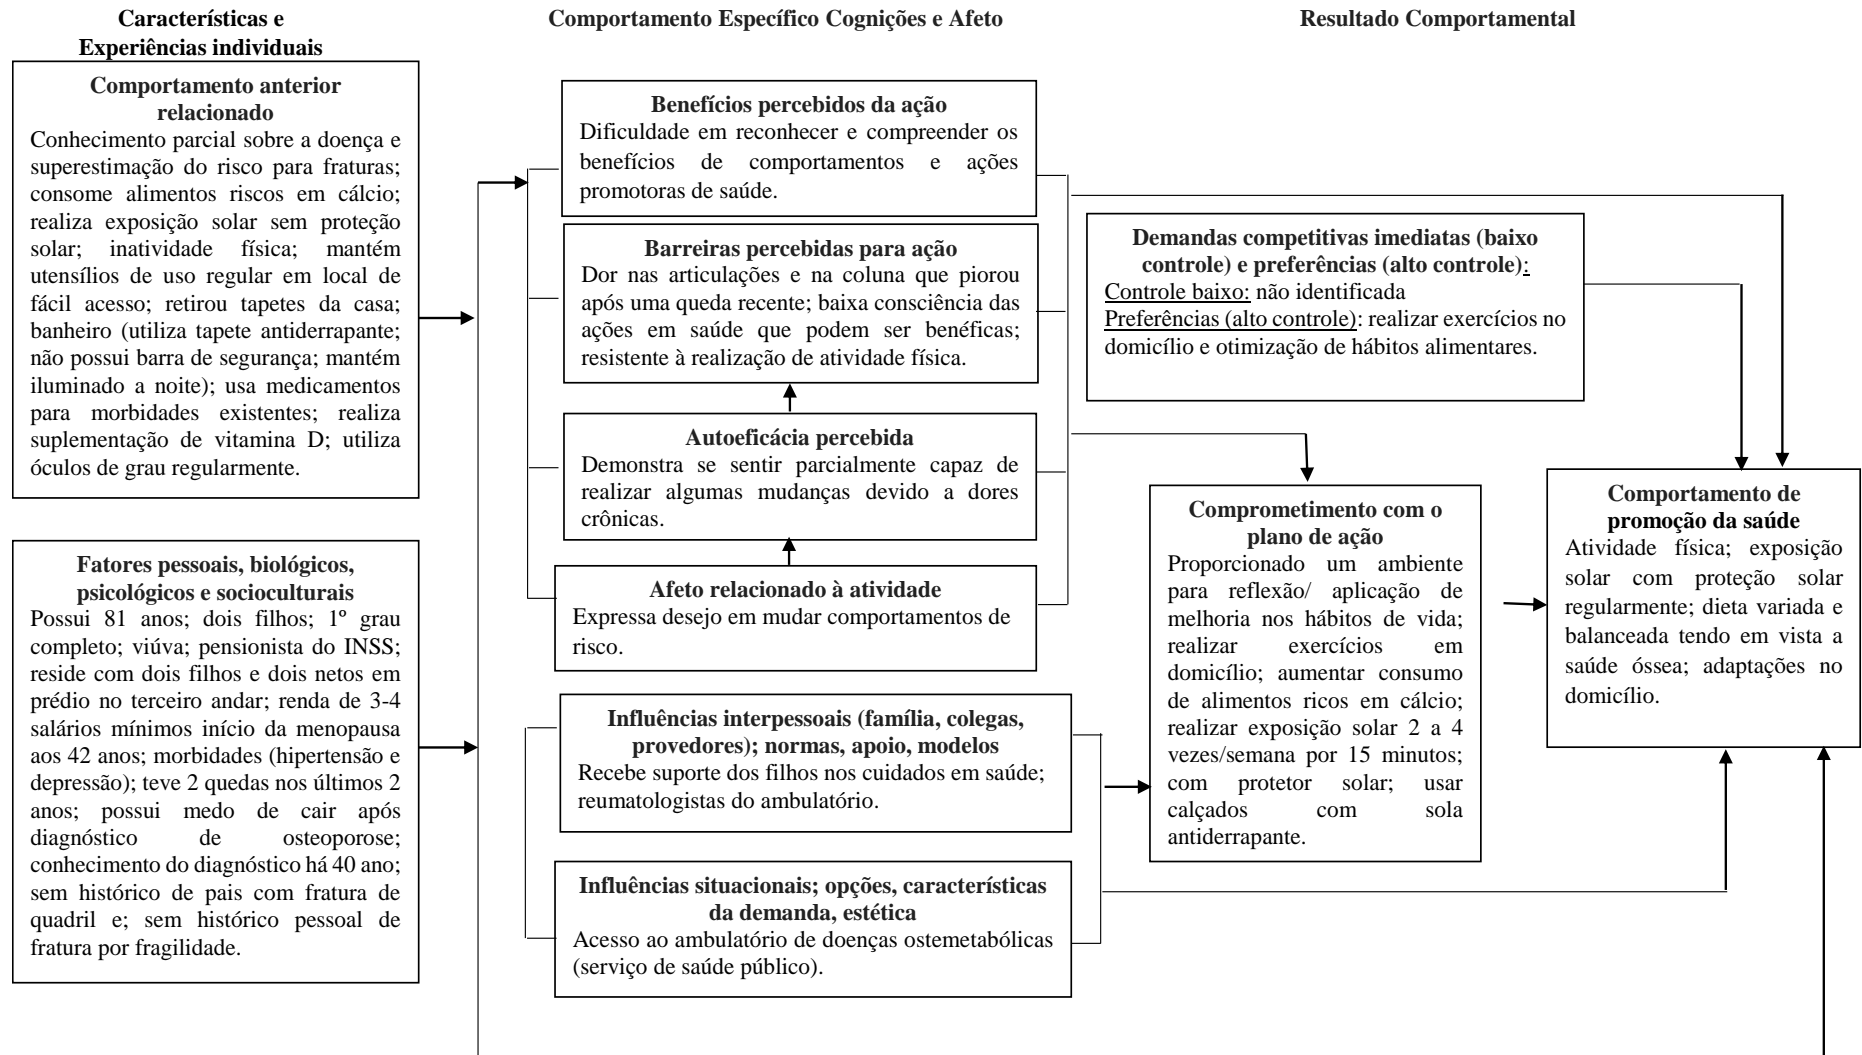 Características e
Experiências individuais
Comportamento Específico Cognições e Afeto
Resultado Comportamental
Comportamento anterior
relacionado
Conhecimento parcial sobre a doença e
superestimação do risco para fraturas;
consome alimentos riscos em cálcio;
realiza exposição solar sem proteção
solar; inatividade física; mantém
utensílios de uso regular em local de
fácil acesso; retirou tapetes da casa;
banheiro (utiliza tapete antiderrapante;
não possui barra de segurança; mantém
iluminado a noite); usa medicamentos
para morbidades existentes; realiza
suplementação de vitamina D; utiliza
óculos de grau regularmente.
Fatores pessoais, biológicos,
psicológicos e socioculturais
Possui 81 anos; dois filhos; 1º grau
completo; viúva; pensionista do INSS;
reside com dois filhos e dois netos em
prédio no terceiro andar; renda de 3-4
salários mínimos início da menopausa
aos 42 anos; morbidades (hipertensão e
depressão); teve 2 quedas nos últimos 2
anos; possui medo de cair após
diagnóstico de osteoporose;
conhecimento do diagnóstico há 40 ano;
sem histórico de pais com fratura de
quadril e; sem histórico pessoal de
fratura por fragilidade.
Benefícios percebidos da ação
Dificuldade em reconhecer e compreender os
benefícios de comportamentos e ações
promotoras de saúde.
Barreiras percebidas para ação
Dor nas articulações e na coluna que piorou
após uma queda recente; baixa consciência das
ações em saúde que podem ser benéficas;
resistente à realização de atividade física.
Autoeficácia percebida
Demonstra se sentir parcialmente capaz de
realizar algumas mudanças devido a dores
crônicas.
Afeto relacionado à atividade
Expressa desejo em mudar comportamentos de
risco.
Influências interpessoais (família, colegas,
provedores); normas, apoio, modelos
Recebe suporte dos filhos nos cuidados em saúde;
reumatologistas do ambulatório.
Influências situacionais; opções, características
da demanda, estética
Acesso ao ambulatório de doenças ostemetabólicas
(serviço de saúde público).
Demandas competitivas imediatas (baixo
controle) e preferências (alto controle):
Controle baixo: não identificada
Preferências (alto controle): realizar exercícios no
domicílio e otimização de hábitos alimentares.
Comprometimento com o
plano de ação
Proporcionado um ambiente
para reflexão/ aplicação de
melhoria nos hábitos de vida;
realizar exercícios em
domicílio; aumentar consumo
de alimentos ricos em cálcio;
realizar exposição solar 2 a 4
vezes/semana por 15 minutos;
com protetor solar; usar
calçados com sola
antiderrapante.
Comportamento de
promoção da saúde
Atividade física; exposição
solar com proteção solar
regularmente; dieta variada e
balanceada tendo em vista a
saúde óssea; adaptações no
domicílio.